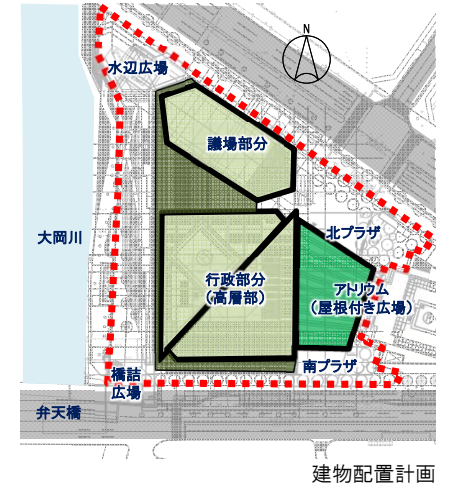 N
水辺広場
議場部分
大岡川
北プラザ
行政部分
（高層部）
アトリウム
（屋根付き広場）
南プラザ
橋詰
広場
弁天橋
建物配置計画